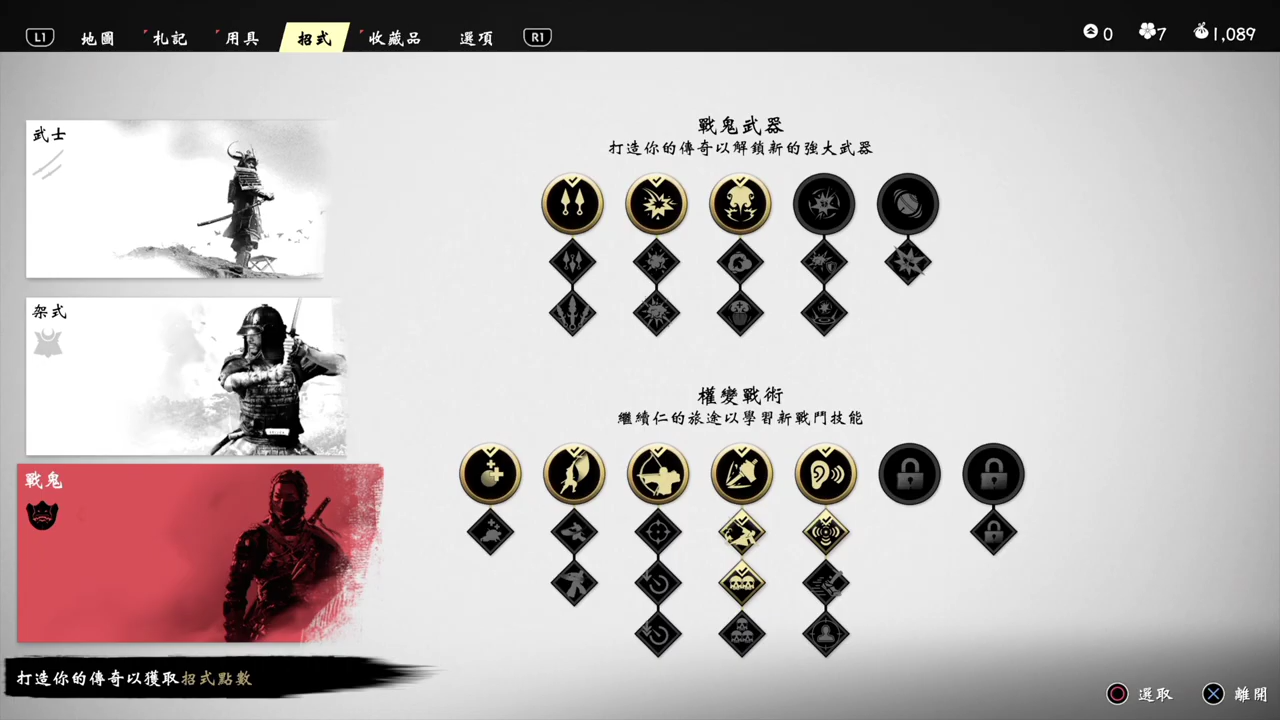 L1 地圖 札記 用具 招式 收藏品 選項 R1
0 7 1,089
武士
架式
戰鬼
打造你的傳奇以獲取招式點數
戰鬼武器
打造你的傳奇以解鎖新的強大武器
權變戰術
繼續仁的旅途以學習新戰鬥技能
選取 離開